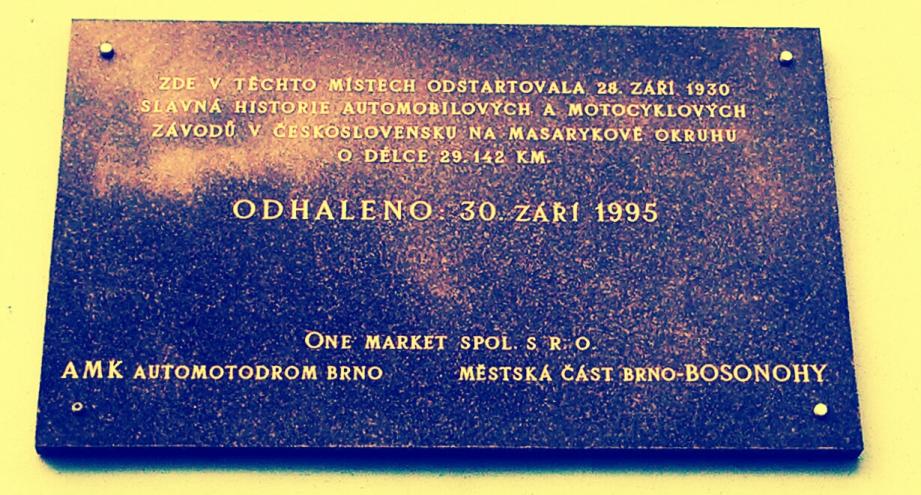 ZDE V TĚCHTO MÍSTECH ODSTARTOVALA 28. ZÁŘÍ 1930
SLAVNÁ HISTORIE AUTOMOBILOVÝCH A MOTOCYKLOVÝCH
ZÁVODŮ V ČESKOSLOVENSKU NA MASARYKOVĚ OKRUHU
O DÉLCE 29.142 KM.
ODHALENO: 30. ZÁŘÍ 1995
ONE MARKET SPOL. S R. O.
AMK AUTOMOTODROM BRNO MĚSTSKÁ ČÁST BRNO-BOSONOHY